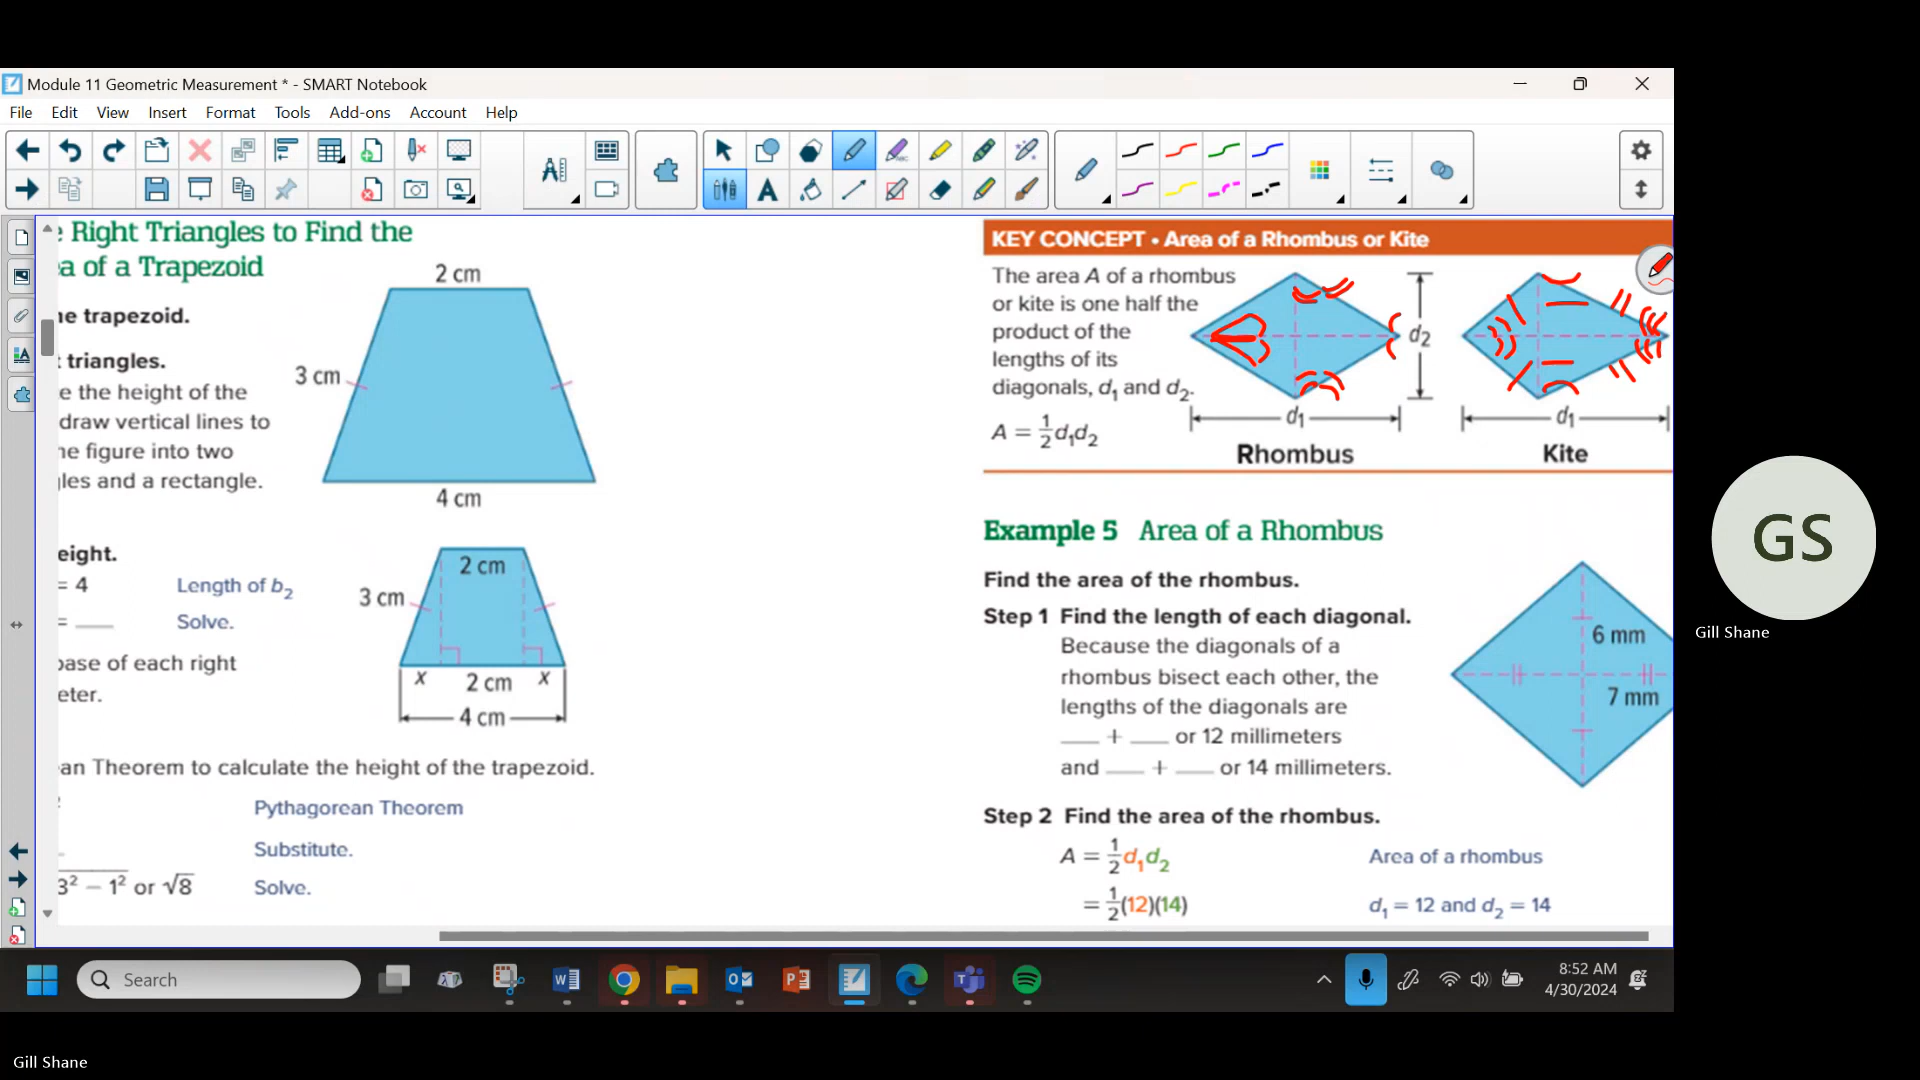 Module 11 Geometric Measurement * - SMART Notebook
File Edit View Insert Format Tools Add-ons Account Help
Right Triangles to Find the
a of a Trapezoid
2 cm
ne trapezoid.
triangles.
3 cm
e the height of the
draw vertical lines to
ne figure into two
gles and a rectangle.
4 cm
eight.
= 4 Length of b₂
= ___ Solve.
2 cm
3 cm
base of each right
eter.
x 2 cm x
4 cm
an Theorem to calculate the height of the trapezoid.
² Pythagorean Theorem
Substitute.
3² − 1² or √8 Solve.
KEY CONCEPT • Area of a Rhombus or Kite
The area A of a rhombus
or kite is one half the
product of the
lengths of its
diagonals, d₁ and d₂.
A = 1/2 d₁d₂
d₂
d₁
Rhombus
d₁
Kite
Example 5 Area of a Rhombus
Find the area of the rhombus.
Step 1 Find the length of each diagonal.
Because the diagonals of a
rhombus bisect each other, the
lengths of the diagonals are
___ + ___ or 12 millimeters
and ___ + ___ or 14 millimeters.
6 mm
7 mm
Step 2 Find the area of the rhombus.
A = 1/2 d₁d₂ Area of a rhombus
= 1/2(12)(14) d₁ = 12 and d₂ = 14
Search
8:52 AM
4/30/2024
GS
Gill Shane
Gill Shane